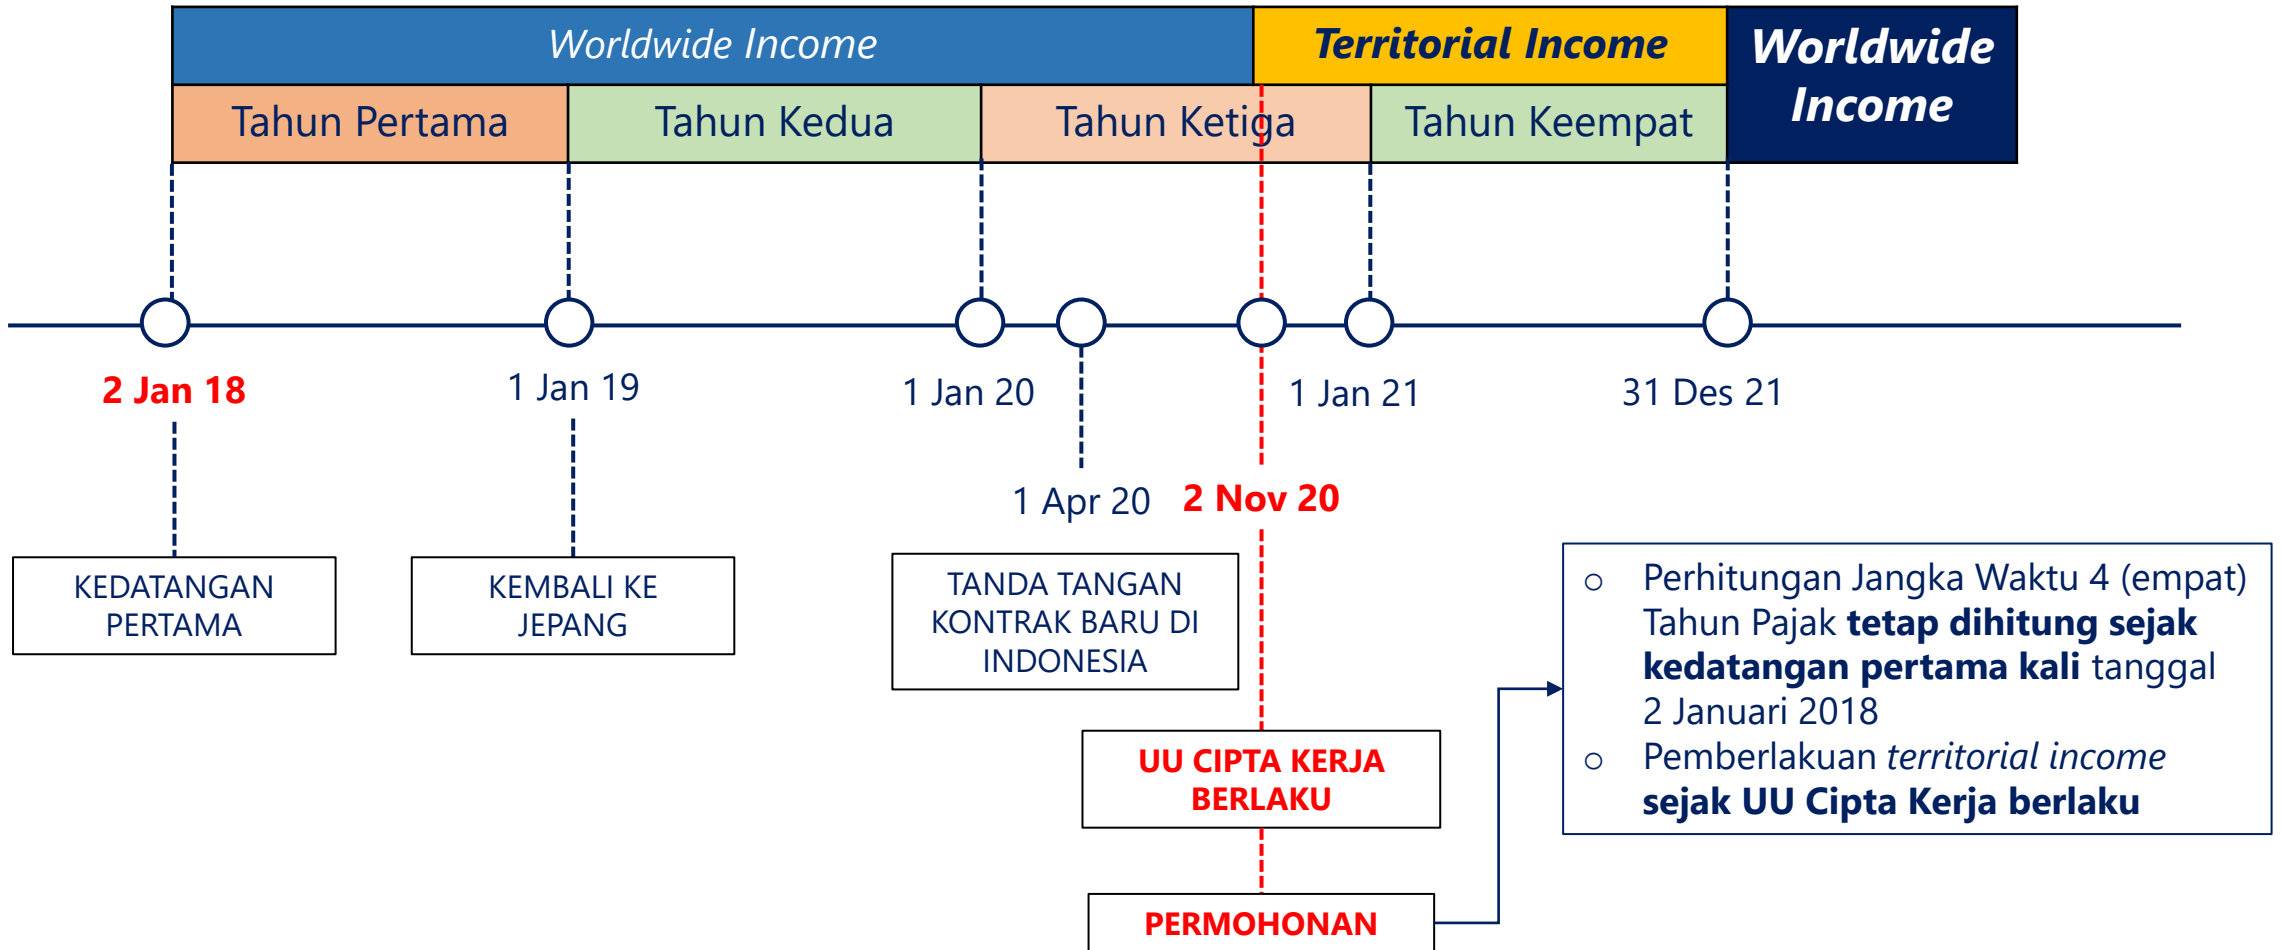 Worldwide Income
Territorial Income
Worldwide
Income
Tahun Pertama
Tahun Kedua
Tahun Ketiga
Tahun Keempat
2 Jan 18
1 Jan 19
1 Jan 20
1 Jan 21
31 Des 21
1 Apr 20
2 Nov 20
KEDATANGAN
PERTAMA
KEMBALI KE
JEPANG
TANDA TANGAN
KONTRAK BARU DI
INDONESIA
UU CIPTA KERJA
BERLAKU
PERMOHONAN
o Perhitungan Jangka Waktu 4 (empat)
Tahun Pajak tetap dihitung sejak
kedatangan pertama kali tanggal
2 Januari 2018
o Pemberlakuan territorial income
sejak UU Cipta Kerja berlaku